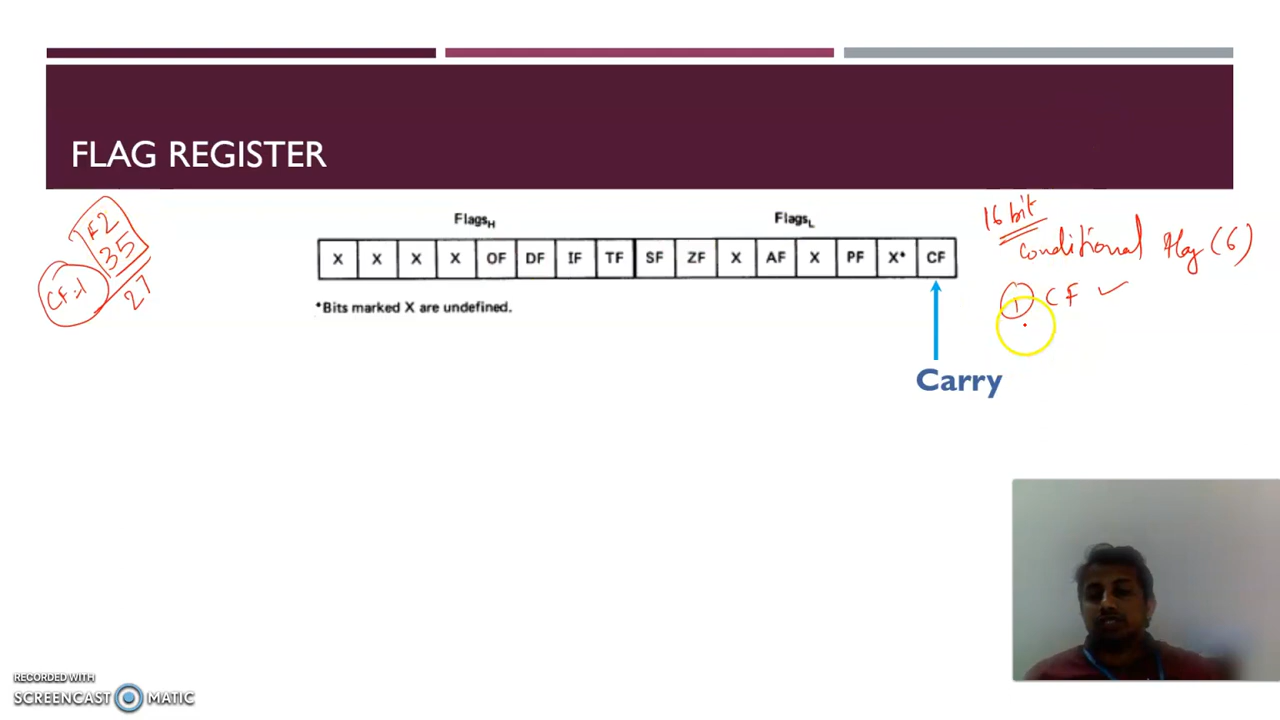 FLAG REGISTER
F2
35
27
CF=1
Flags_H Flags_L
X X X X OF DF IF TF SF ZF X AF X PF X* CF
*Bits marked X are undefined.
Carry
16 bit
conditional Flag (6)
① CF ✓
RECORDED WITH
SCREENCAST MATIC